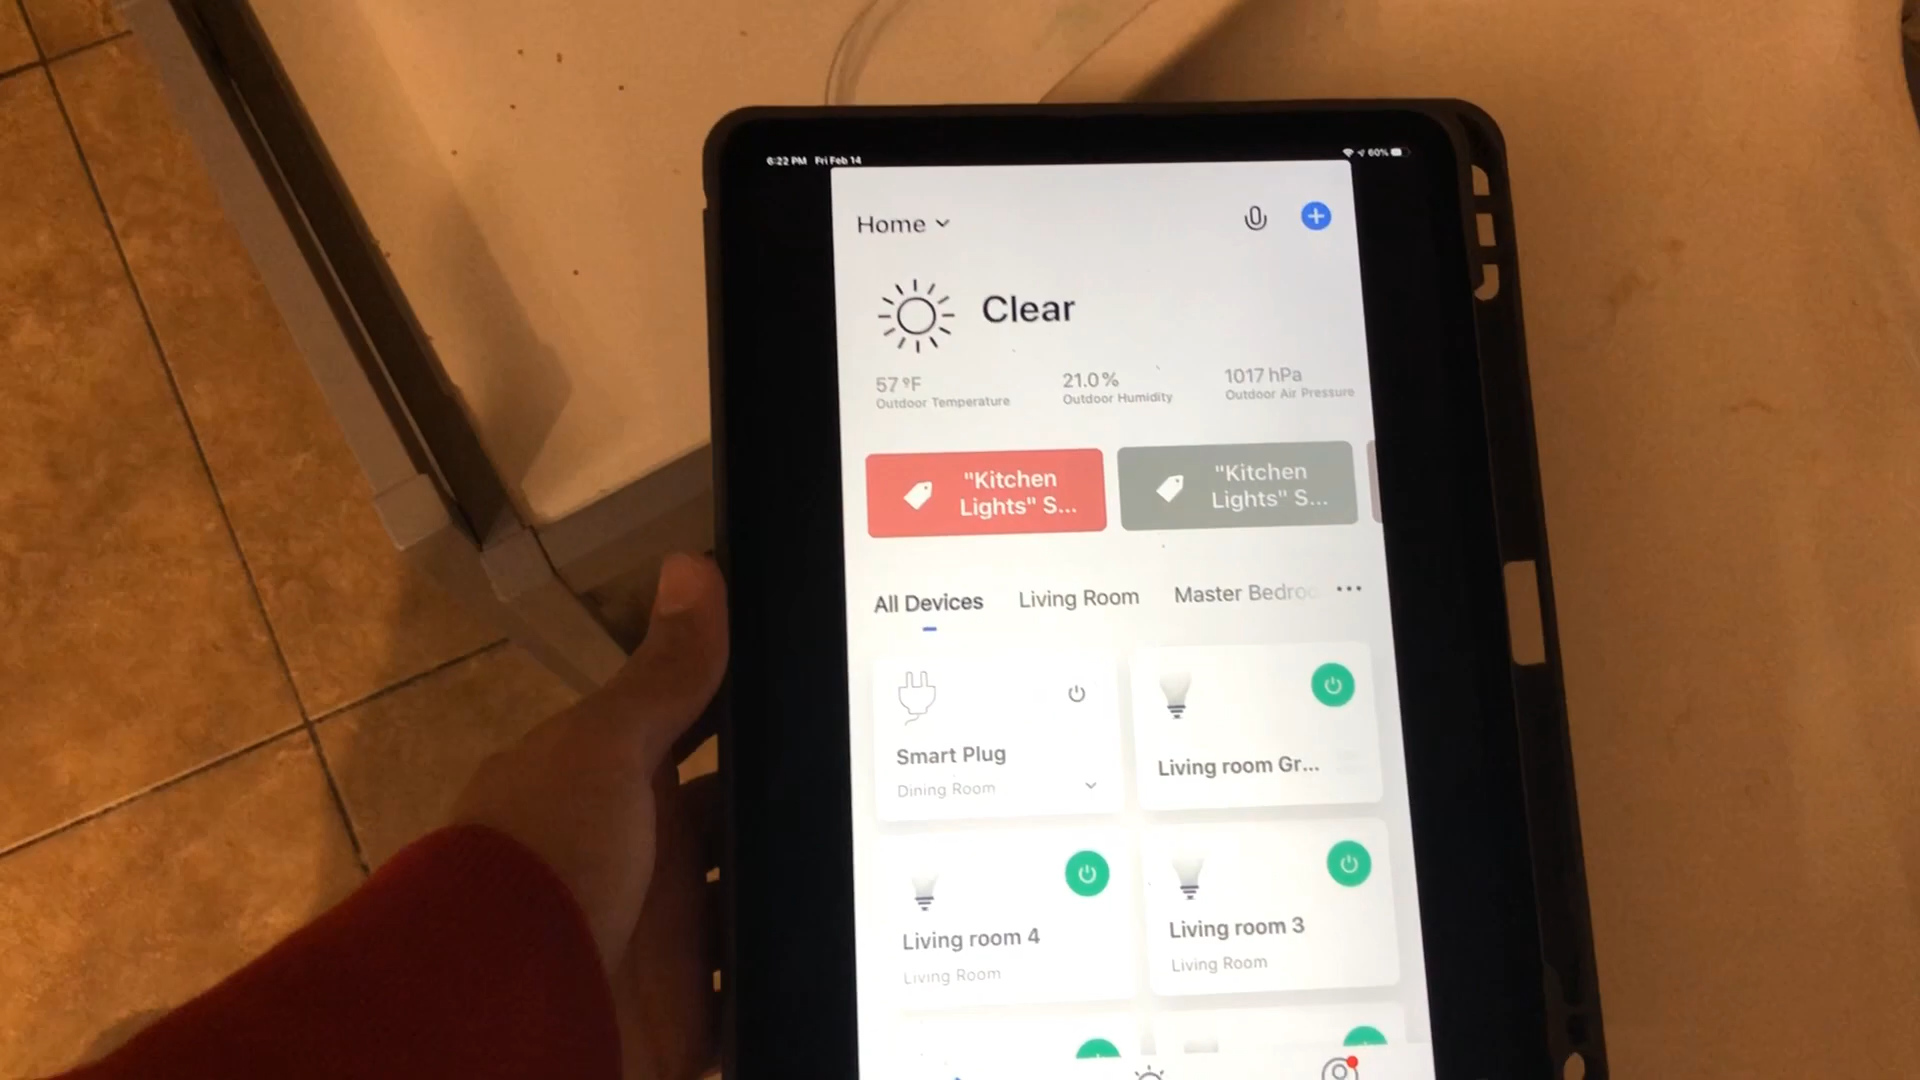 6:22 PM Fri Feb 14
60%
Home
Clear
57 °F
Outdoor Temperature
21.0%
Outdoor Humidity
1017 hPa
Outdoor Air Pressure
"Kitchen
Lights" S...
"Kitchen
Lights" S...
All Devices
Living Room
Master Bedroo
Smart Plug
Dining Room
Living room Gr...
Living room 4
Living Room
Living room 3
Living Room